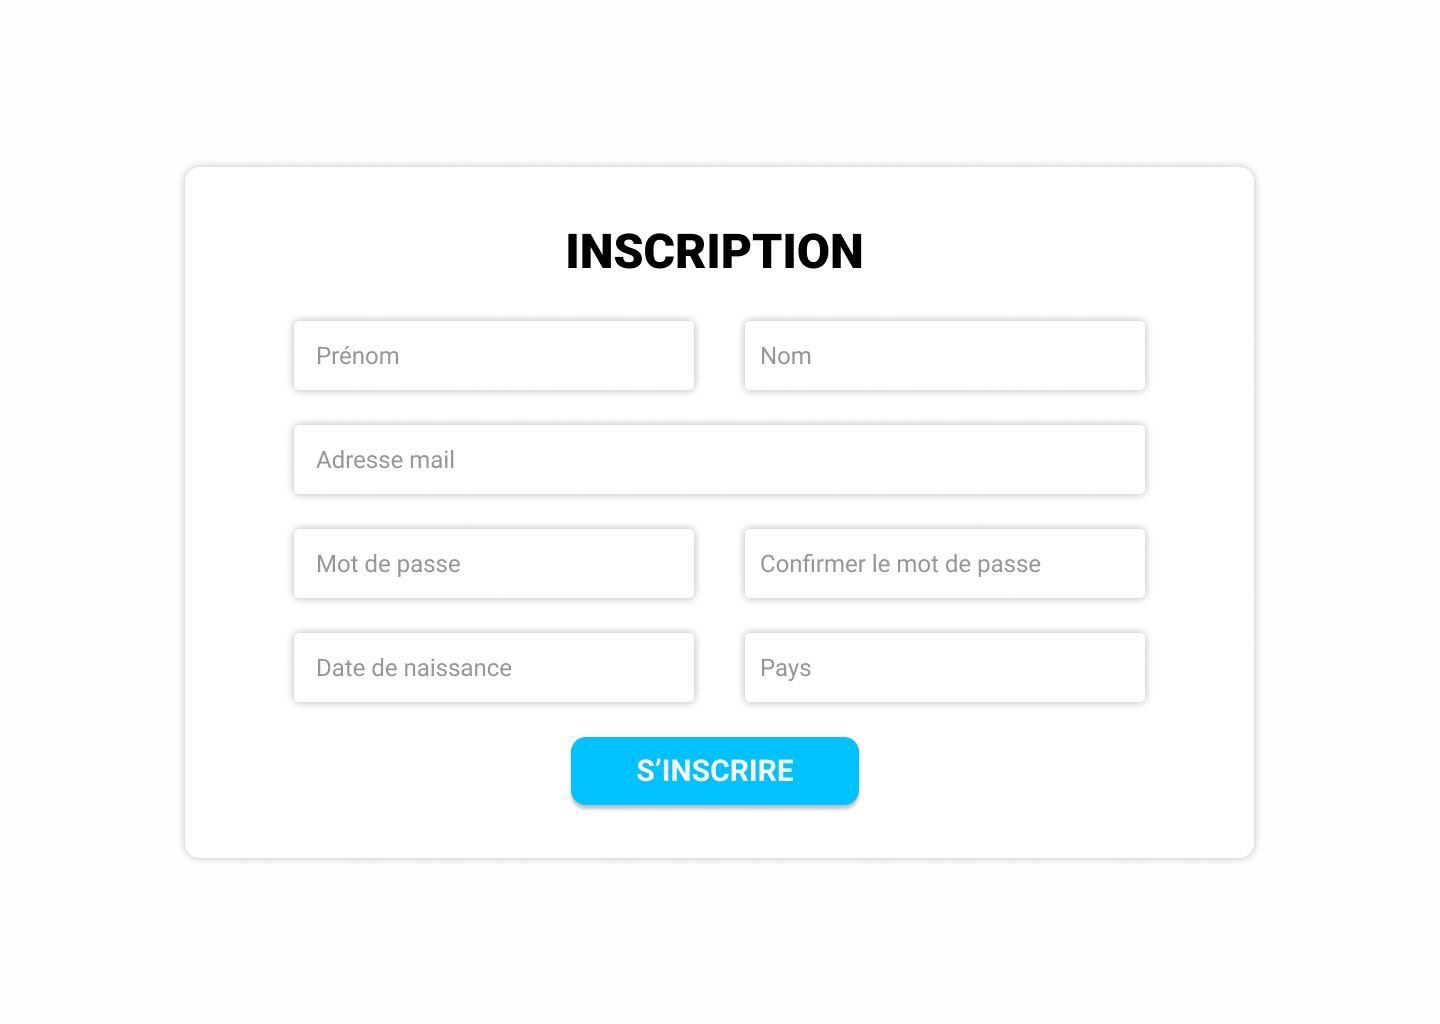 INSCRIPTION
Prénom
Nom
Adresse mail
Mot de passe
Confirmer le mot de passe
Date de naissance
Pays
S’INSCRIRE